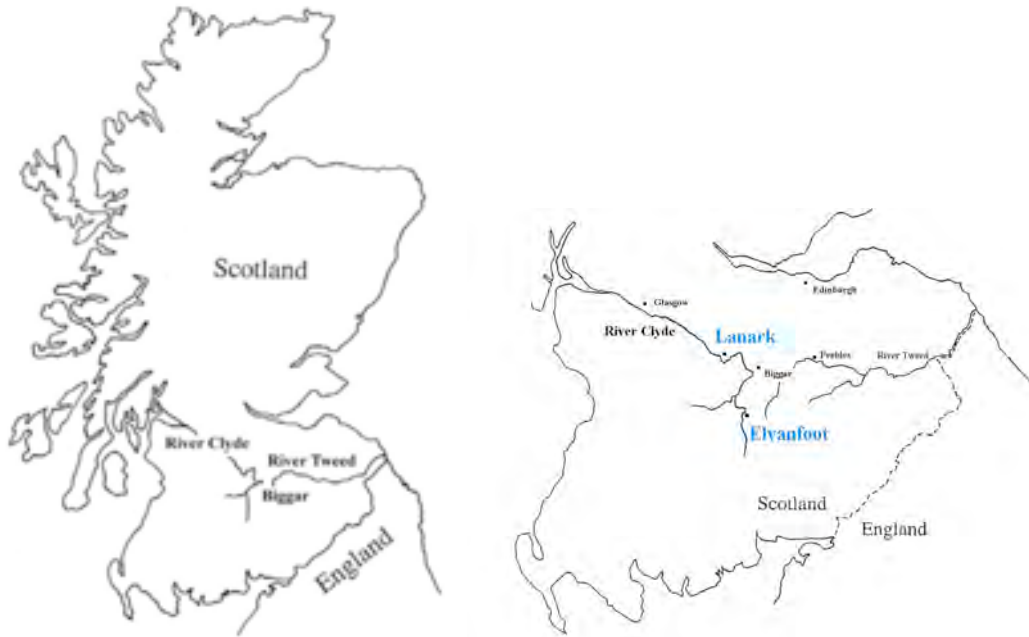 Scotland
River Clyde
River Tweed
Biggar
England
Edinburgh
Glasgow
River Clyde
Lanark
Peebles
River Tweed
Biggar
Elvanfoot
Scotland
England